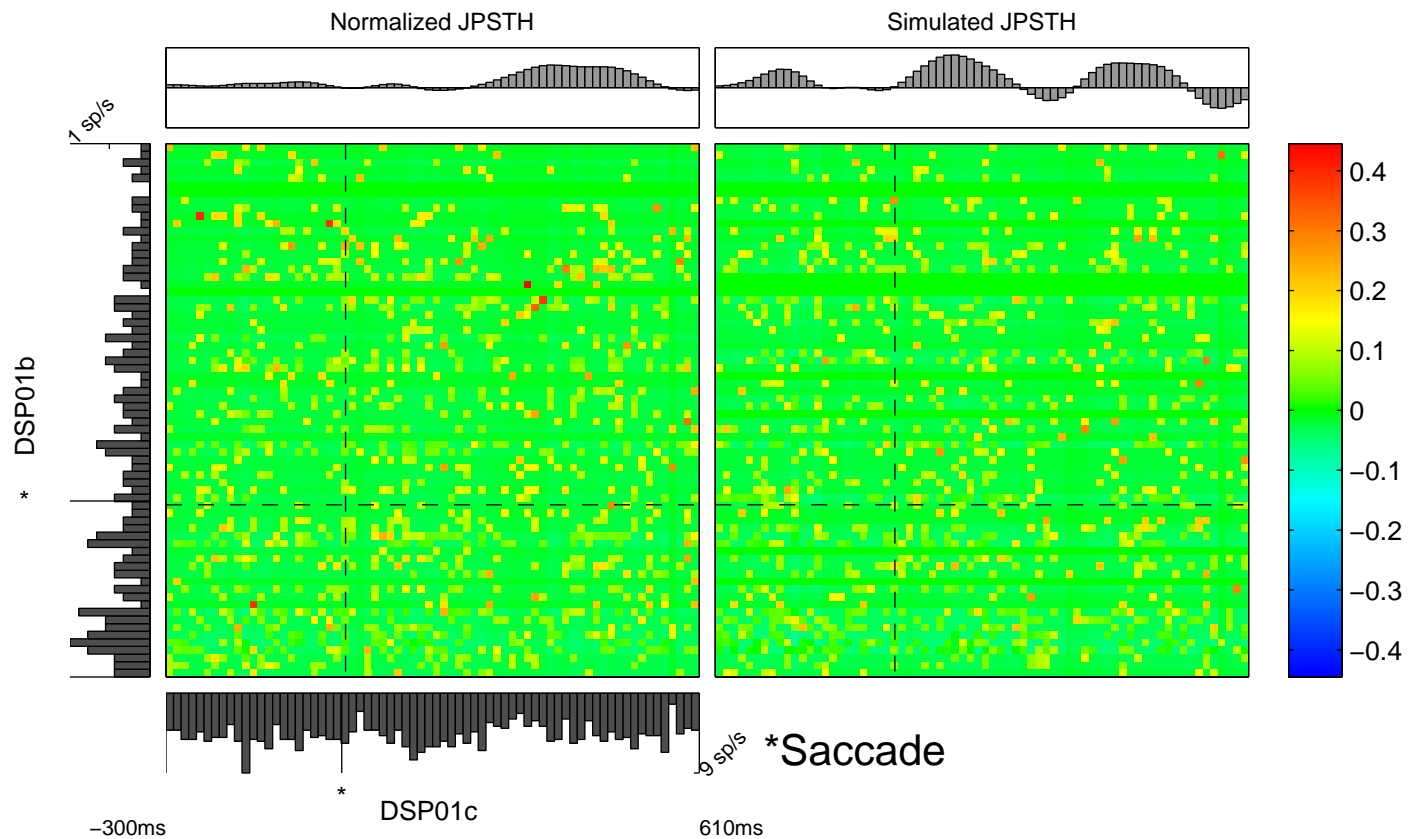 Normalized JPSTH
Simulated JPSTH
1 sp/s
DSP01b
*
0.4
0.3
0.2
0.1
0
−0.1
−0.2
−0.3
−0.4
9 sp/s
*Saccade
*
DSP01c
−300ms
610ms